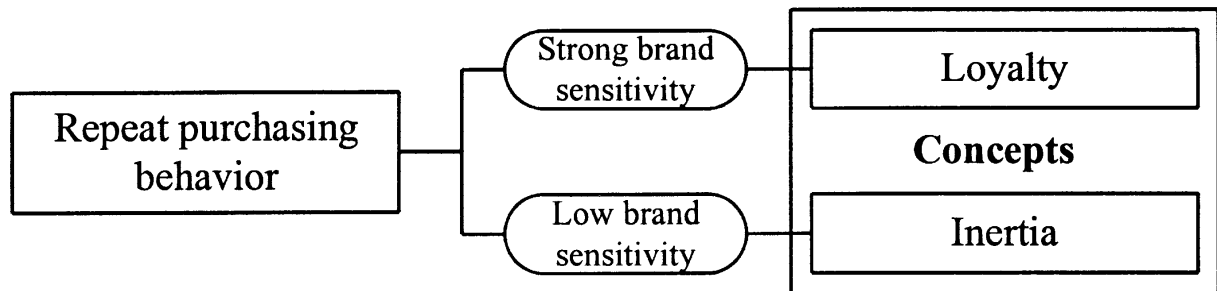 Repeat purchasing
behavior
Strong brand
sensitivity
Low brand
sensitivity
Loyalty
Concepts
Inertia